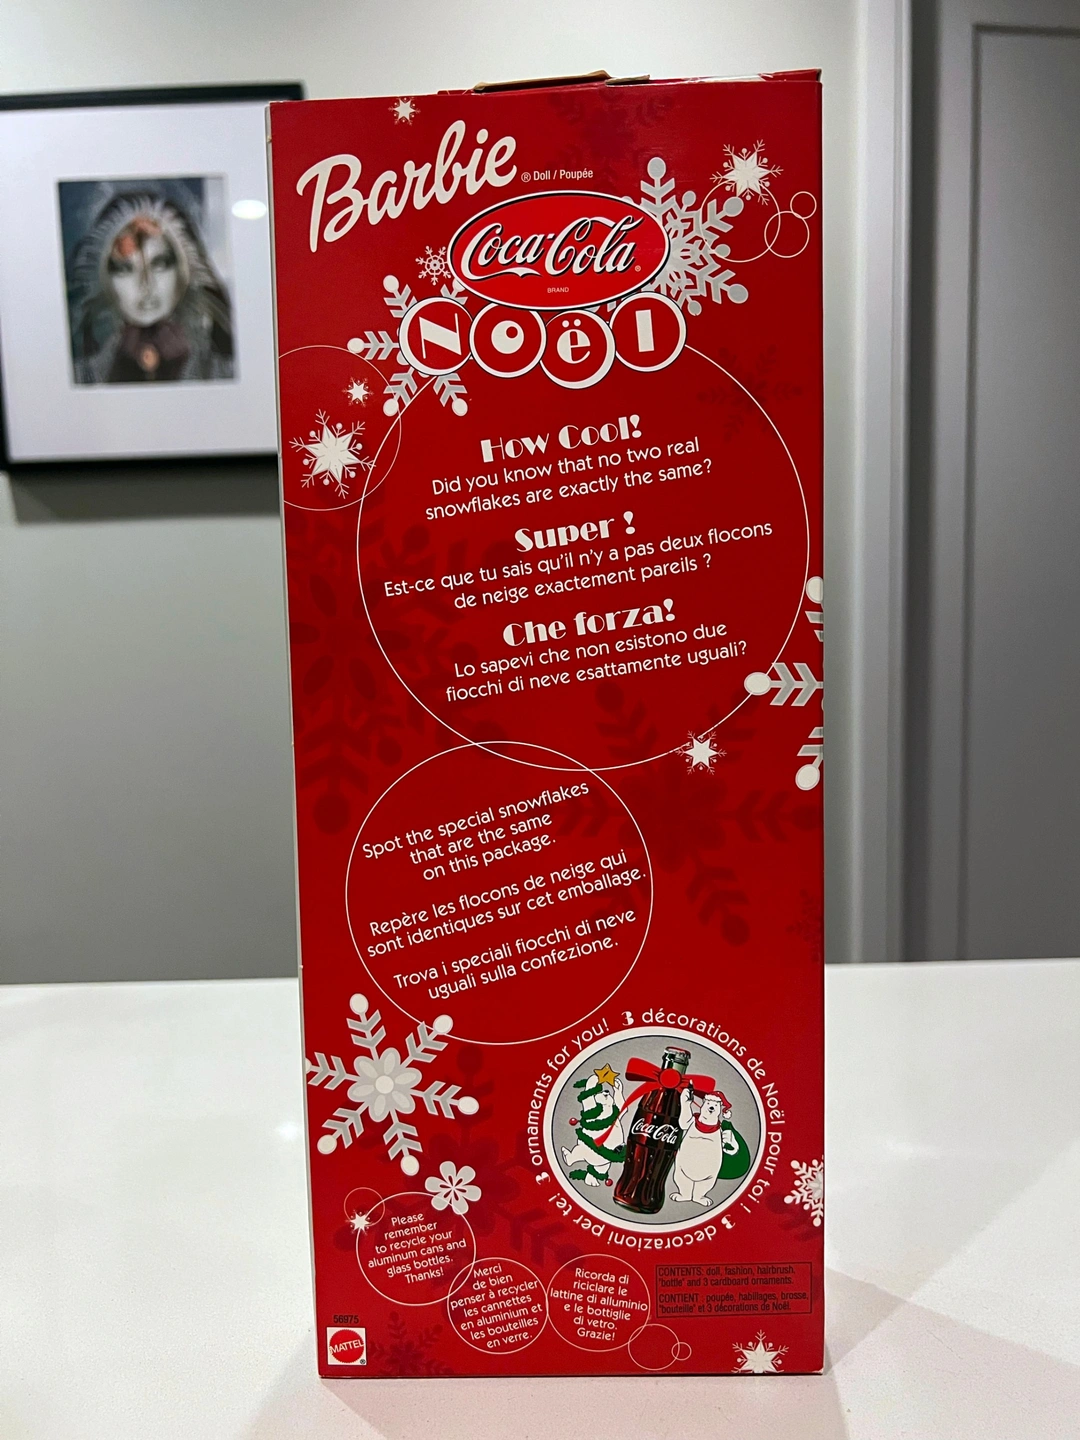 Barbie ® Doll / Poupée
Coca-Cola ®
BRAND
Noël
How Cool!
Did you know that no two real
snowflakes are exactly the same?
Super !
Est-ce que tu sais qu'il n'y a pas deux flocons
de neige exactement pareils ?
Che forza!
Lo sapevi che non esistono due
fiocchi di neve esattamente uguali?
Spot the special snowflakes
that are the same
on this package.
Repère les flocons de neige qui
sont identiques sur cet emballage.
Trova i speciali fiocchi di neve
uguali sulla confezione.
3 ornaments for you! 3 décorations de Noël pour toi ! 3 decorazioni per te!
Coca-Cola
Please
remember
to recycle your
aluminum cans and
glass bottles.
Thanks!
Merci
de bien
penser à recycler
les cannettes
en aluminium et
les bouteilles
en verre.
Ricorda di
riciclare le
lattine di alluminio
e le bottiglie
di vetro.
Grazie!
CONTENTS: doll, fashion, hairbrush,
"bottle" and 3 cardboard ornaments.
CONTIENT : poupée, habillages, brosse,
"bouteille" et 3 décorations de Noël.
56975
MATTEL ®